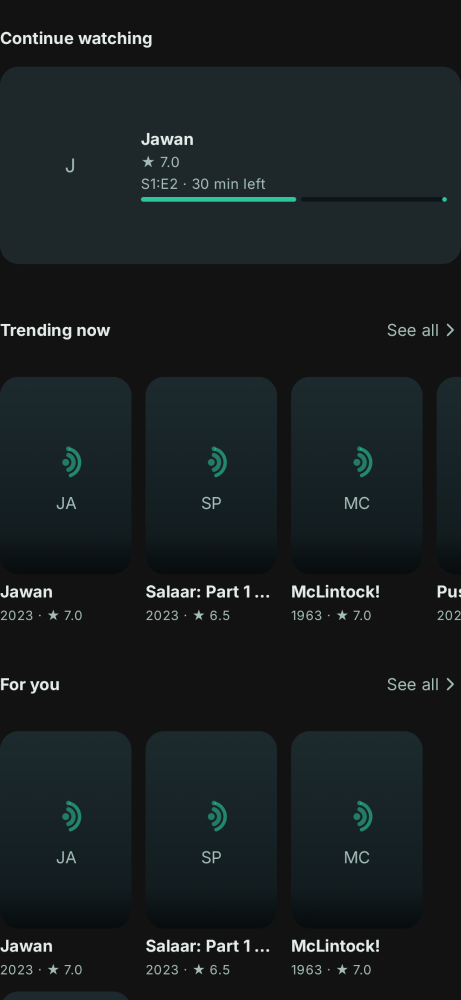 Continue watching
J
Jawan
★ 7.0
S1:E2 · 30 min left
Trending now
See all
JA
SP
MC
Jawan
Salaar: Part 1 ...
McLintock!
Pus
2023 · ★ 7.0
2023 · ★ 6.5
1963 · ★ 7.0
202
For you
See all
JA
SP
MC
Jawan
Salaar: Part 1 ...
McLintock!
2023 · ★ 7.0
2023 · ★ 6.5
1963 · ★ 7.0